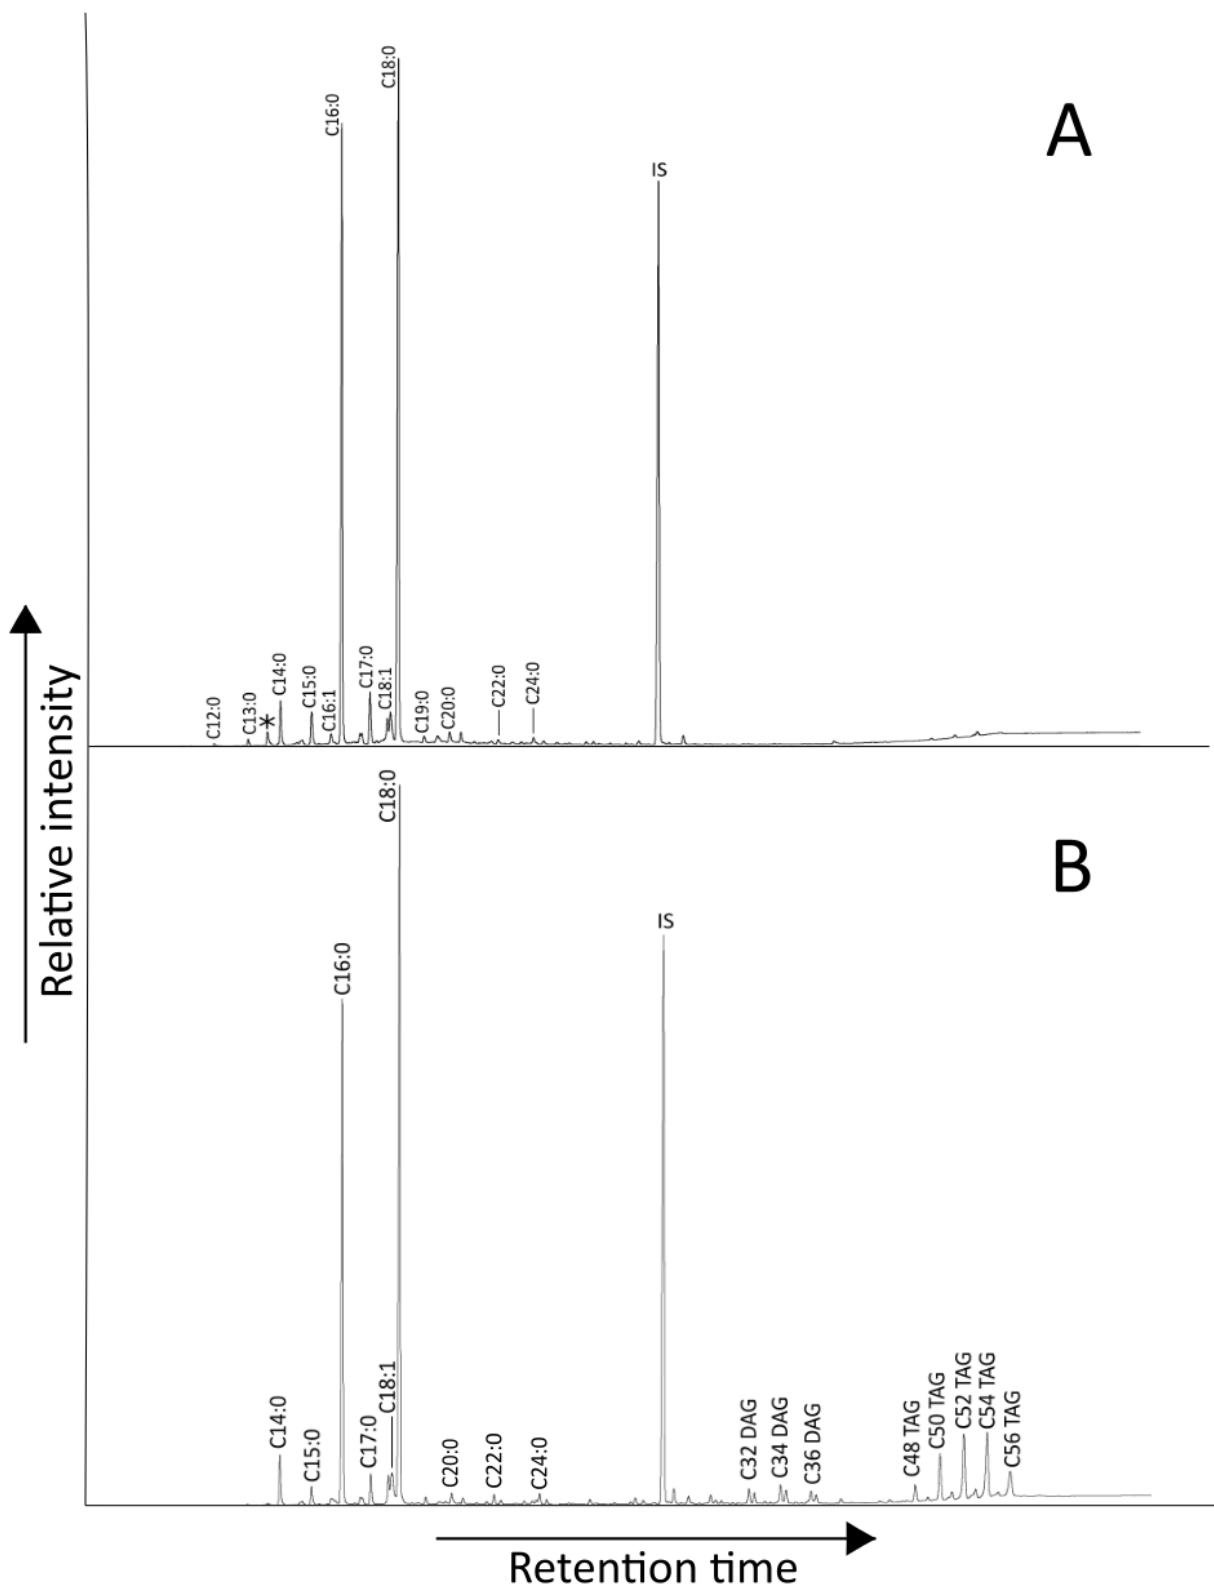 A
C12:0
C13:0
*
C14:0
C15:0
C16:1
C16:0
C17:0
C18:1
C18:0
C19:0
C20:0
C22:0
C24:0
IS
B
C14:0
C15:0
C16:0
C17:0
C18:1
C18:0
C20:0
C22:0
C24:0
IS
C32 DAG
C34 DAG
C36 DAG
C48 TAG
C50 TAG
C52 TAG
C54 TAG
C56 TAG
Relative intensity
Retention time